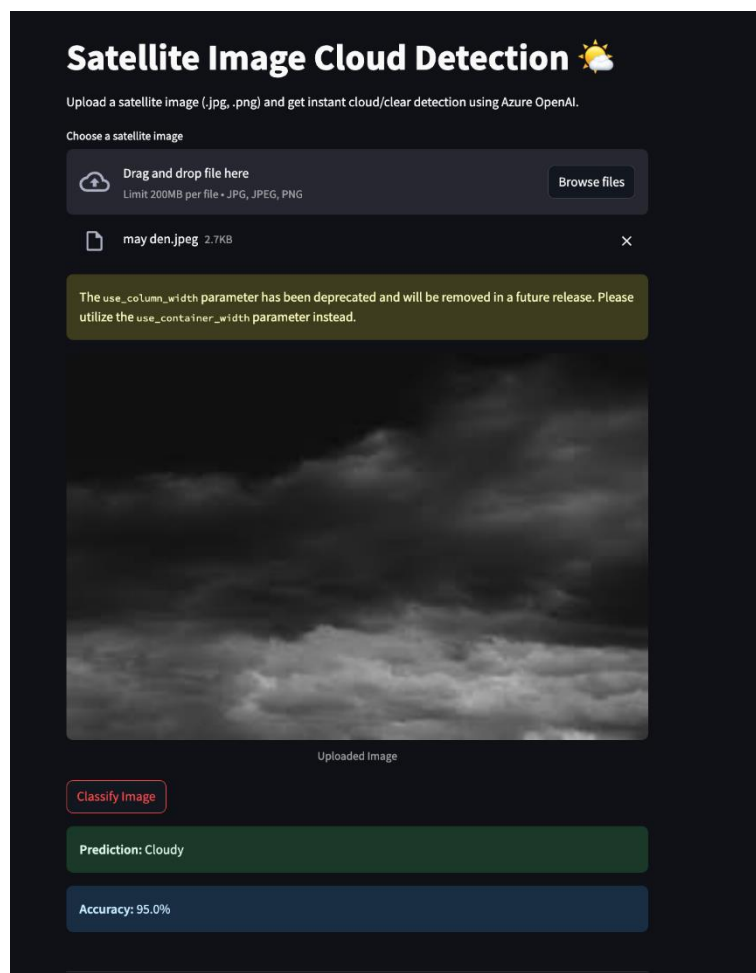 Satellite Image Cloud Detection 🌤️
Upload a satellite image (.jpg, .png) and get instant cloud/clear detection using Azure OpenAI.
Choose a satellite image
Drag and drop file here
Limit 200MB per file • JPG, JPEG, PNG
Browse files
may den.jpeg 2.7KB
The use_column_width parameter has been deprecated and will be removed in a future release. Please
utilize the use_container_width parameter instead.
Uploaded Image
Classify Image
Prediction: Cloudy
Accuracy: 95.0%